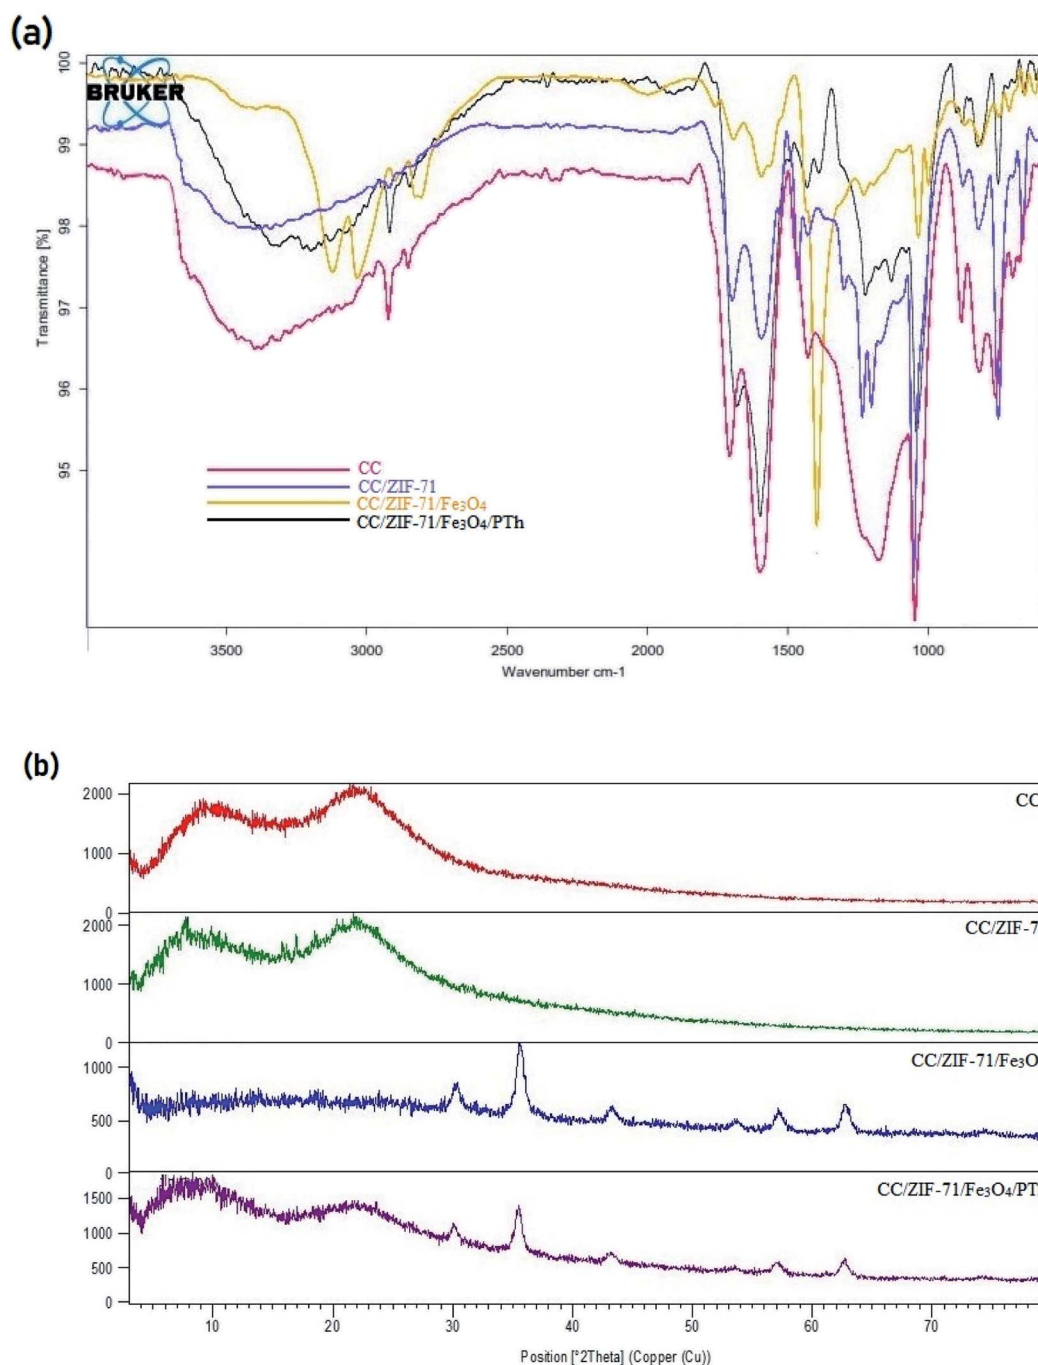 (a)
BRUKER
100
99
98
97
96
95
Transmittance [%]
CC
CC/ZIF-71
CC/ZIF-71/Fe₃O₄
CC/ZIF-71/Fe₃O₄/PTh
3500
3000
2500
2000
1500
1000
Wavenumber cm-1
(b)
2000
1000
0
CC
2000
1000
0
CC/ZIF-7
1000
500
0
CC/ZIF-71/Fe₃O
1500
1000
500
0
CC/ZIF-71/Fe₃O₄/PT
10
20
30
40
50
60
70
Position [°2Theta] (Copper (Cu))